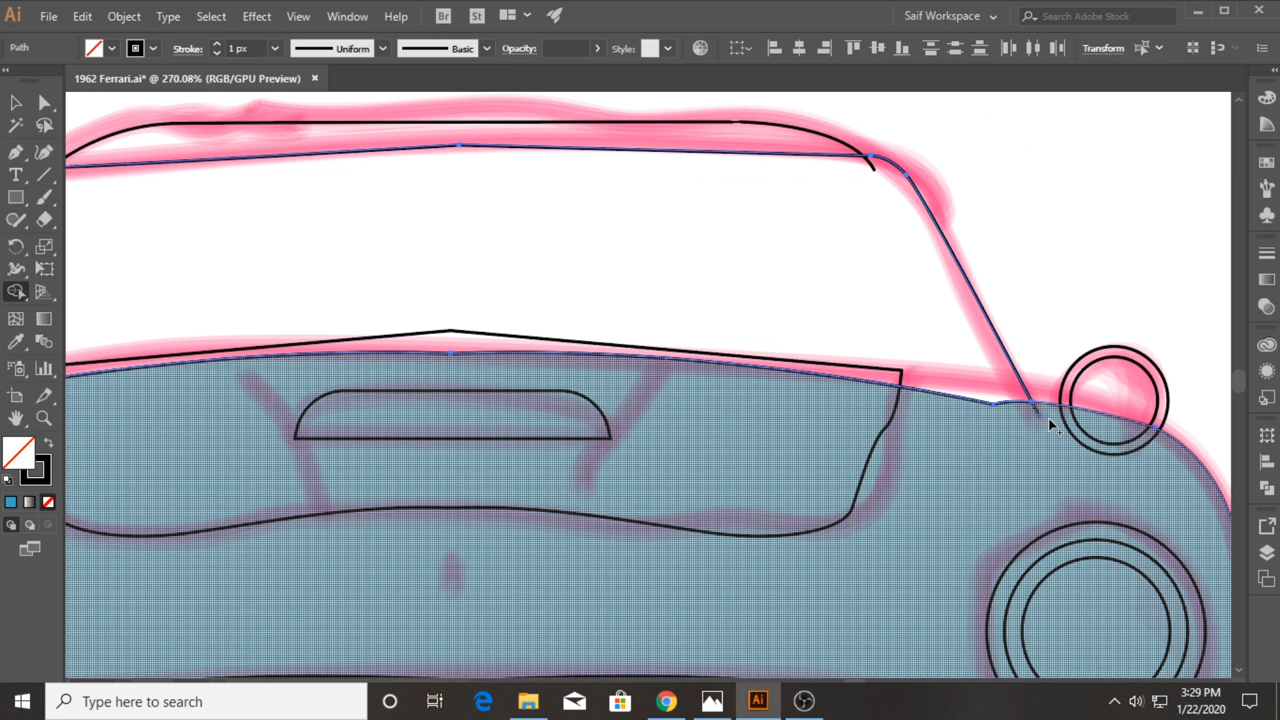 Ai File Edit Object Type Select Effect View Window Help Br St Saif Workspace Search Adobe Stock
Path Stroke: 1 px Uniform Basic Opacity: Style: Transform
1962 Ferrari.ai* @ 270.08% (RGB/GPU Preview) ×
Type here to search Ai 3:29 PM
1/22/2020